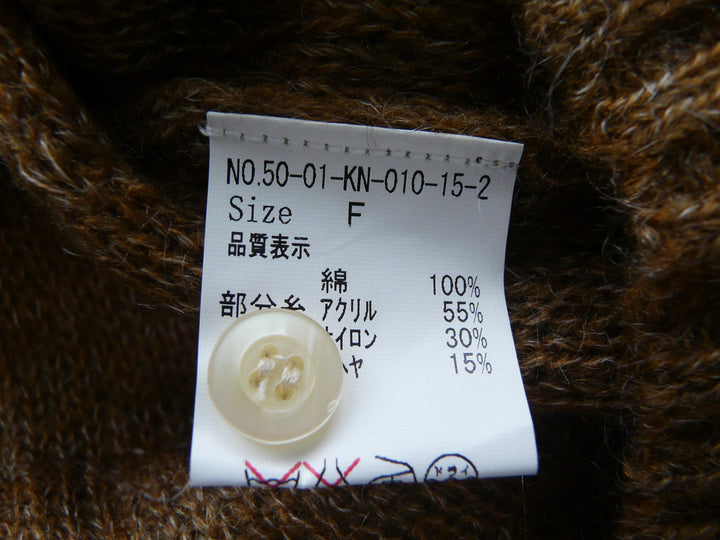 NO.50-01-KN-010-15-2
Size F
品質表示
綿 100%
部分糸 アクリル 55%
ナイロン 30%
15%
ドライ